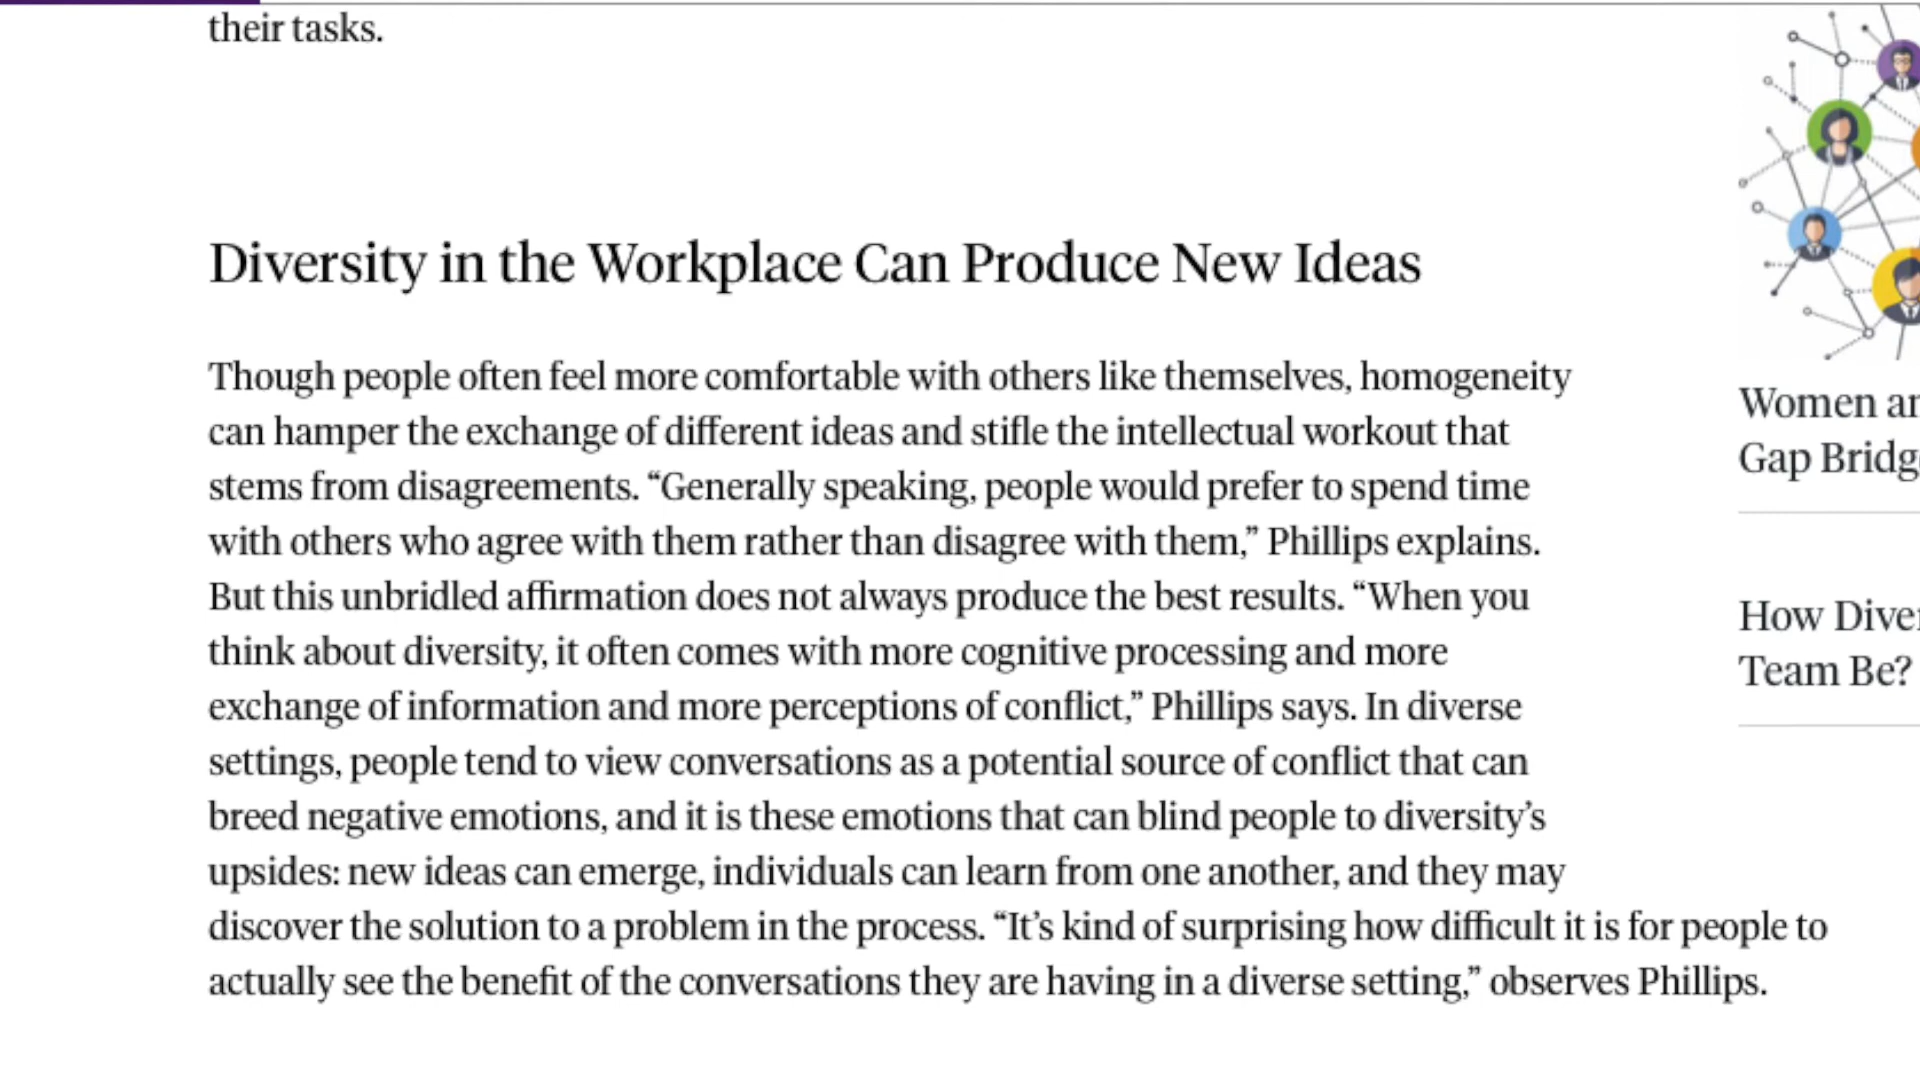 their tasks.
Diversity in the Workplace Can Produce New Ideas
Though people often feel more comfortable with others like themselves, homogeneity
can hamper the exchange of different ideas and stifle the intellectual workout that
stems from disagreements. “Generally speaking, people would prefer to spend time
with others who agree with them rather than disagree with them,” Phillips explains.
But this unbridled affirmation does not always produce the best results. “When you
think about diversity, it often comes with more cognitive processing and more
exchange of information and more perceptions of conflict,” Phillips says. In diverse
settings, people tend to view conversations as a potential source of conflict that can
breed negative emotions, and it is these emotions that can blind people to diversity’s
upsides: new ideas can emerge, individuals can learn from one another, and they may
discover the solution to a problem in the process. “It’s kind of surprising how difficult it is for people to
actually see the benefit of the conversations they are having in a diverse setting,” observes Phillips.
Women
Gap
How
Team Be?